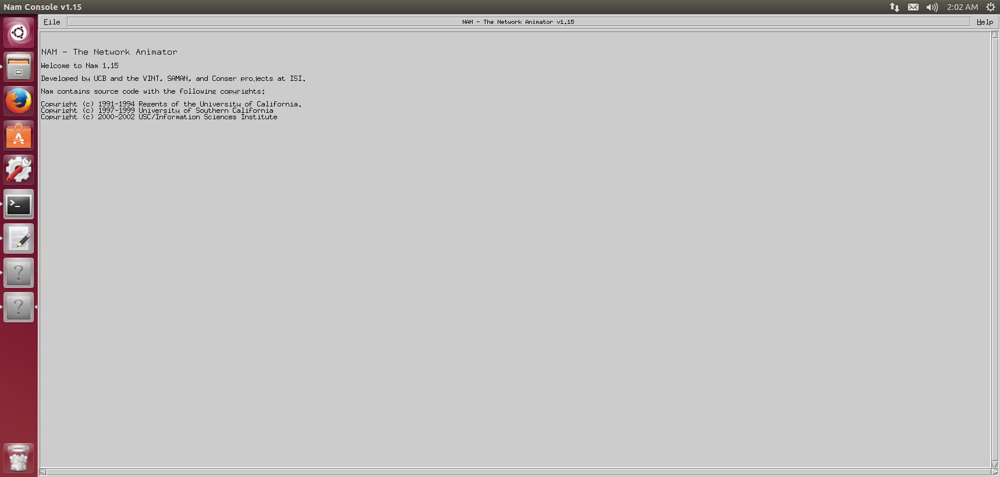 Nam Console v1.15
2:02 AM
File
NAM - The Network Animator v1.15
Help
NAM - The Network Animator
Welcome to Nam 1.15
Developed by UCB and the VINT, SAMAN, and Conser projects at ISI.
Nam contains source code with the following copyrights:
Copyright (c) 1991-1994 Regents of the University of California.
Copyright (c) 1997-1999 University of Southern California
Copyright (c) 2000-2002 USC/Information Sciences Institute